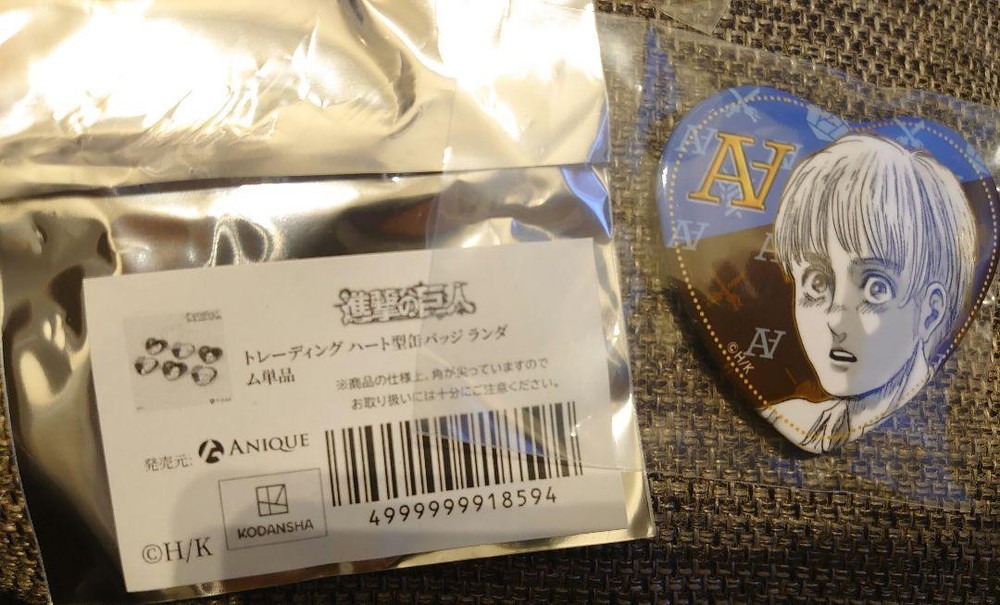 進撃の巨人
トレーディング ハート型缶バッジ ランダ
ム単品
※商品の仕様上、角が尖っていますので
お取り扱いには十分にご注意ください。
発売元: ANIQUE
KODANSHA
4999999918594
©H/K
AA
©H/K